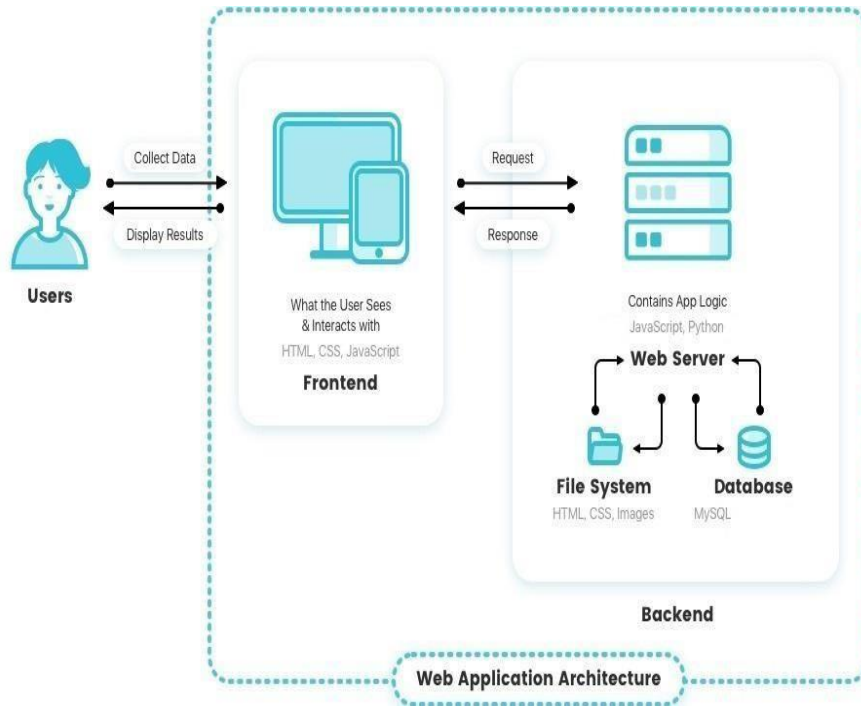 Collect Data
Display Results
Users
What the User Sees
& Interacts with
HTML, CSS, JavaScript
Frontend
Request
Response
Contains App Logic
JavaScript, Python
Web Server
File System
HTML, CSS, Images
Database
MySQL
Backend
Web Application Architecture